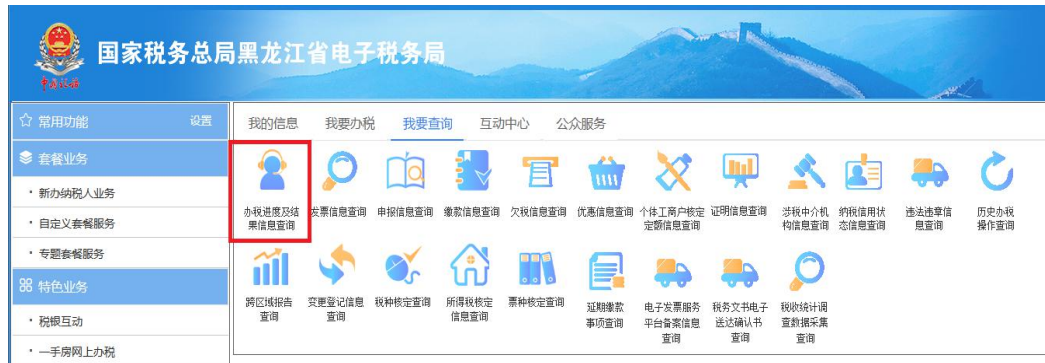 国家税务总局黑龙江省电子税务局
中国税务
常用功能 设置
我的信息 我要办税 我要查询 互动中心 公众服务
套餐业务
· 新办纳税人业务
· 自定义套餐服务
· 专题套餐服务
特色业务
· 税银互动
· 一手房网上办税
办税进度及结
果信息查询
发票信息查询
申报信息查询
缴款信息查询
欠税信息查询
优惠信息查询
个体工商户核定
定额信息查询
证明信息查询
涉税中介机
构信息查询
纳税信用状
态信息查询
违法违章信
息查询
历史办税
操作查询
跨区域报告
查询
变更登记信息
查询
税种核定查询
所得税核定
信息查询
票种核定查询
延期缴款
事项查询
电子发票服务
平台备案信息
查询
税务文书电子
送达确认书
查询
税收统计调
查数据采集
查询